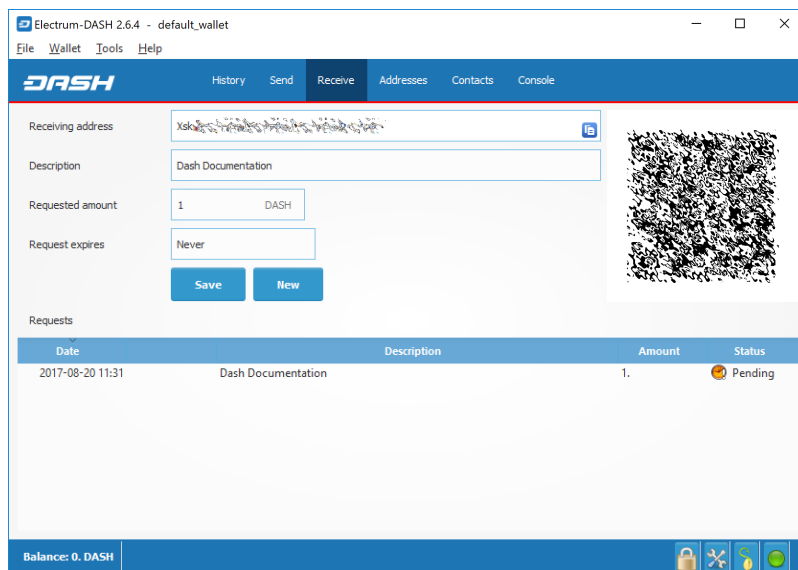 Electrum-DASH 2.6.4 - default_wallet
File Wallet Tools Help
DASH History Send Receive Addresses Contacts Console
Receiving address
Description Dash Documentation
Requested amount 1 DASH
Request expires Never
Save New
Requests
Date Description Amount Status
2017-08-20 11:31 Dash Documentation 1. Pending
Balance: 0. DASH